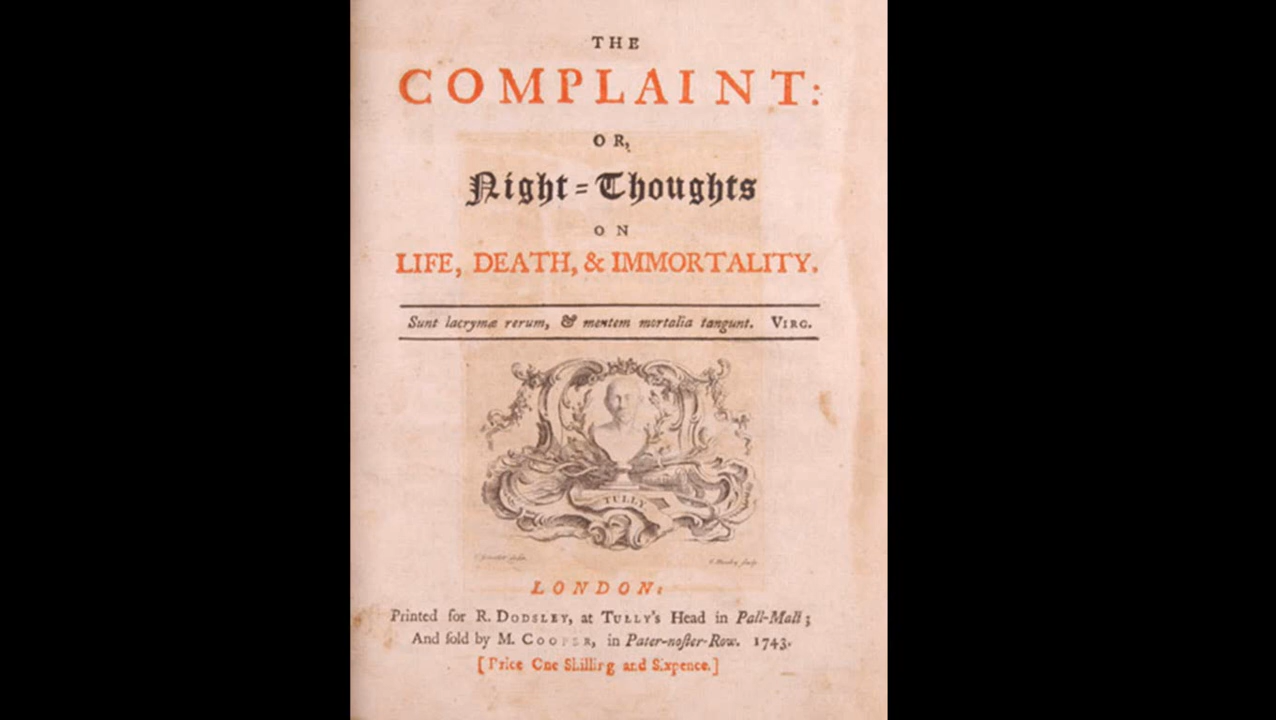 THE
COMPLAINT:
OR,
Night=Thoughts
ON
LIFE, DEATH, & IMMORTALITY.
Sunt lacrymæ rerum, & mentem mortalia tangunt. VIRG.
TULLY
LONDON:
Printed for R. DODSLEY, at TULLY's Head in Pall-Mall;
And ſold by M. COOPER, in Pater-noſter-Row. 1743.
[Price One Shilling and Sixpence.]